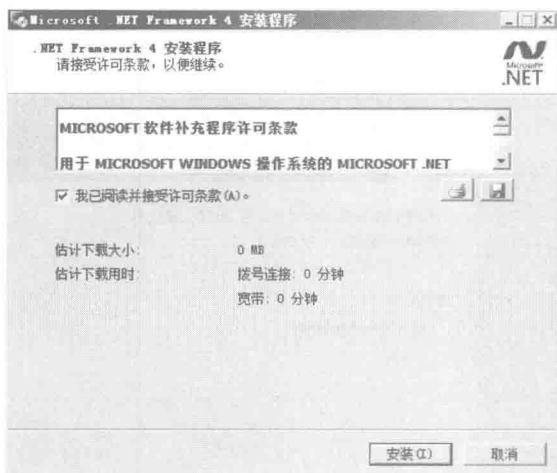 Microsoft .NET Framework 4 安装程序
.NET Framework 4 安装程序
请接受许可条款，以便继续。
Microsoft
.NET
MICROSOFT 软件补充程序许可条款
用于 MICROSOFT WINDOWS 操作系统的 MICROSOFT .NET
我已阅读并接受许可条款(A)。
估计下载大小: 0 MB
估计下载用时: 拨号连接: 0 分钟
宽带: 0 分钟
安装(I) 取消